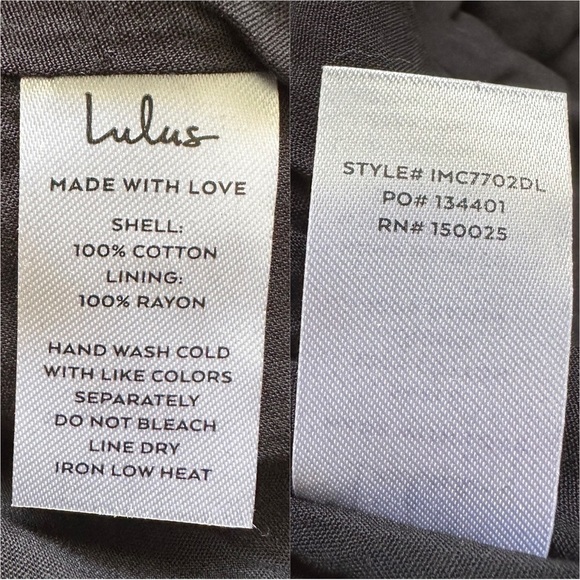 Lulus
MADE WITH LOVE
SHELL:
100% COTTON
LINING:
100% RAYON
HAND WASH COLD
WITH LIKE COLORS
SEPARATELY
DO NOT BLEACH
LINE DRY
IRON LOW HEAT
STYLE# IMC7702DL
PO# 134401
RN# 150025